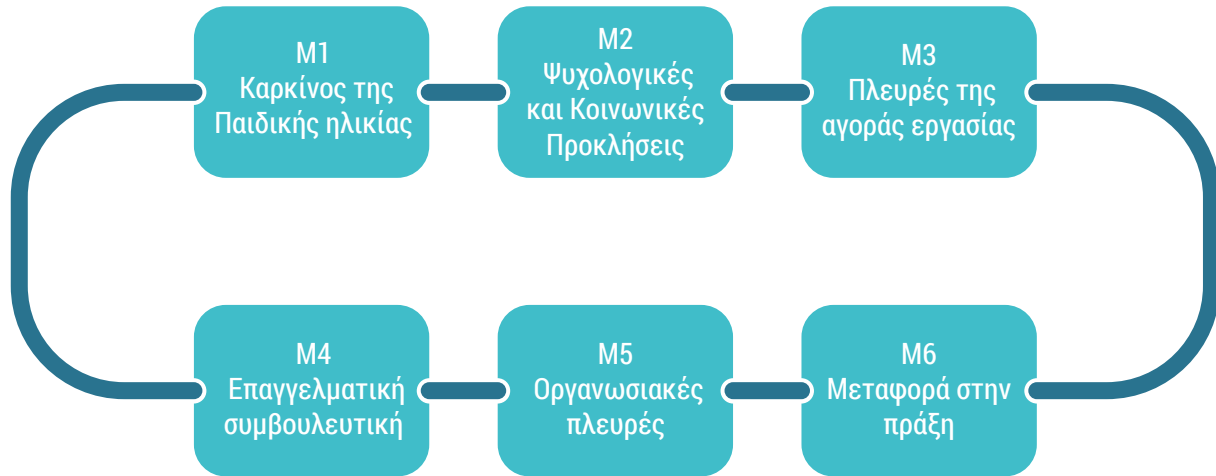 M1
Καρκίνος της
Παιδικής ηλικίας
M2
Ψυχολογικές
και Κοινωνικές
Προκλήσεις
M3
Πλευρές της
αγοράς εργασίας
M4
Επαγγελματική
συμβουλευτική
M5
Οργανωσιακές
πλευρές
M6
Μεταφορά στην
πράξη